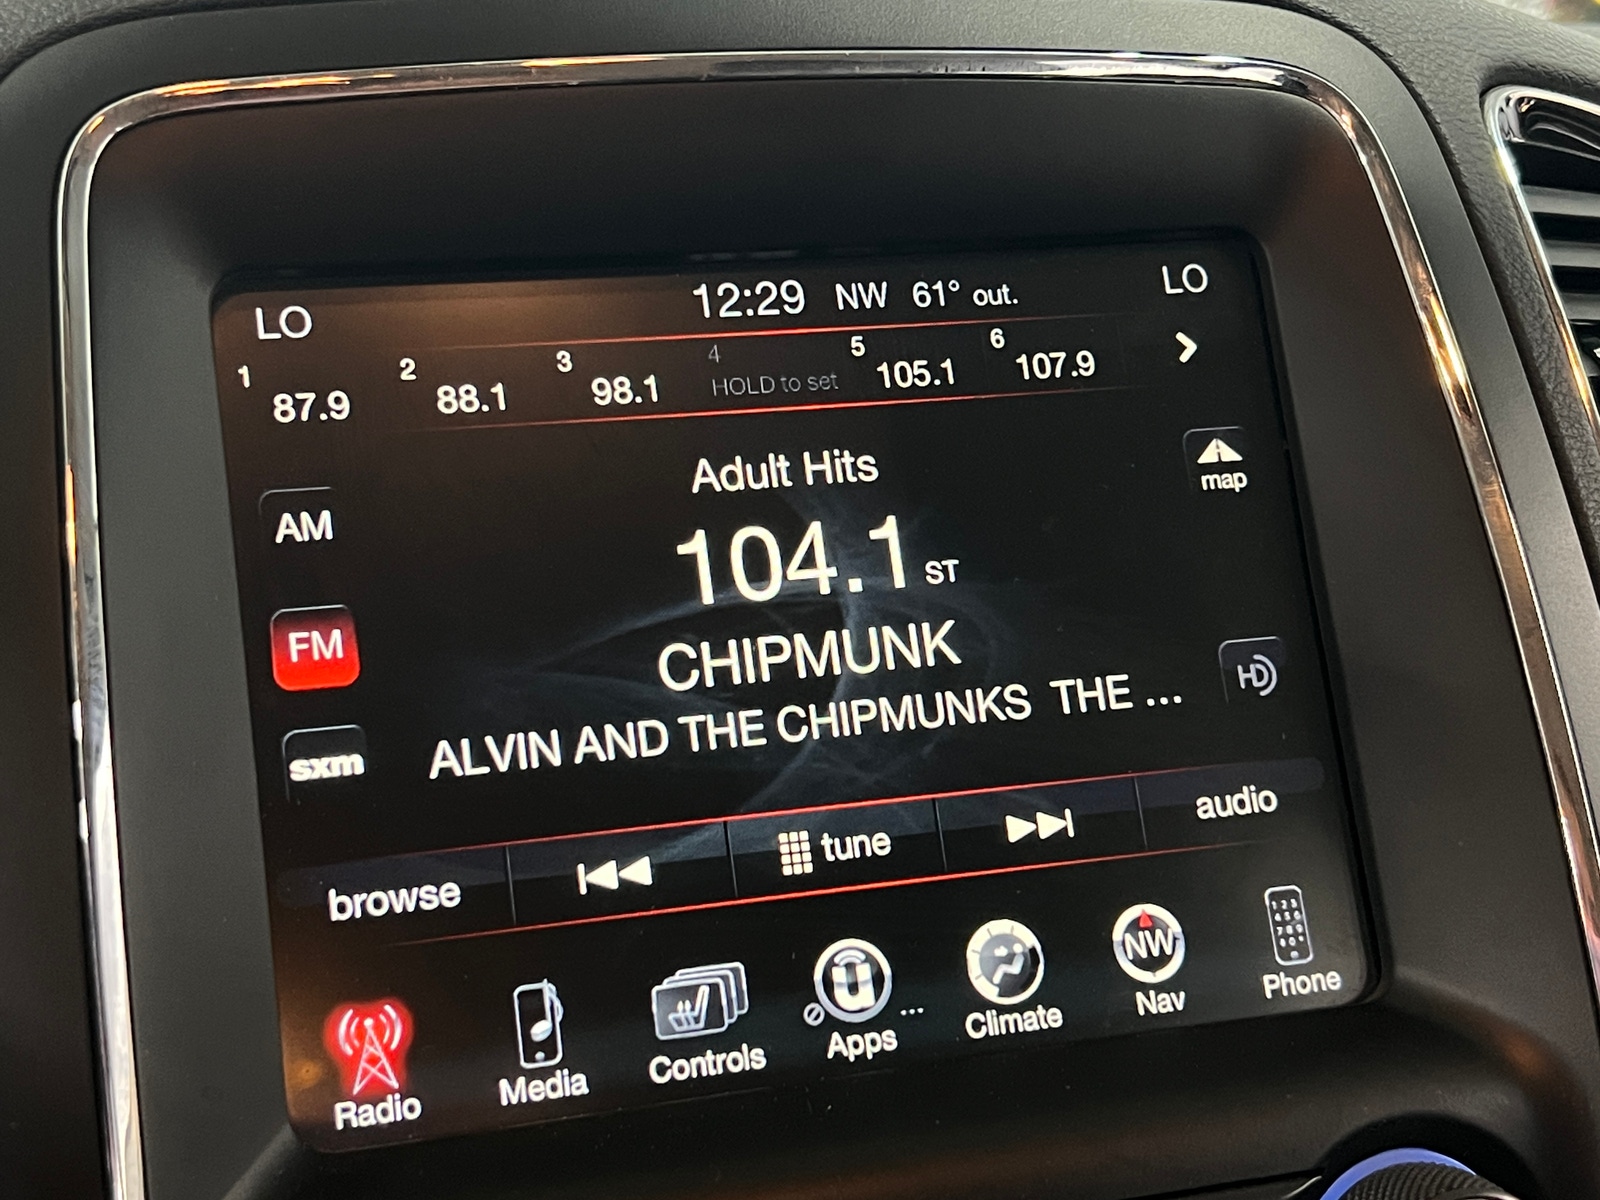 LO 12:29 NW 61° out. LO
1 87.9 2 88.1 3 98.1 4 HOLD to set 5 105.1 6 107.9
Adult Hits
map
AM
104.1 ST
FM
CHIPMUNK
HD
ALVIN AND THE CHIPMUNKS THE ...
sxm
browse tune audio
NW
Radio Media Controls Apps ... Climate Nav Phone